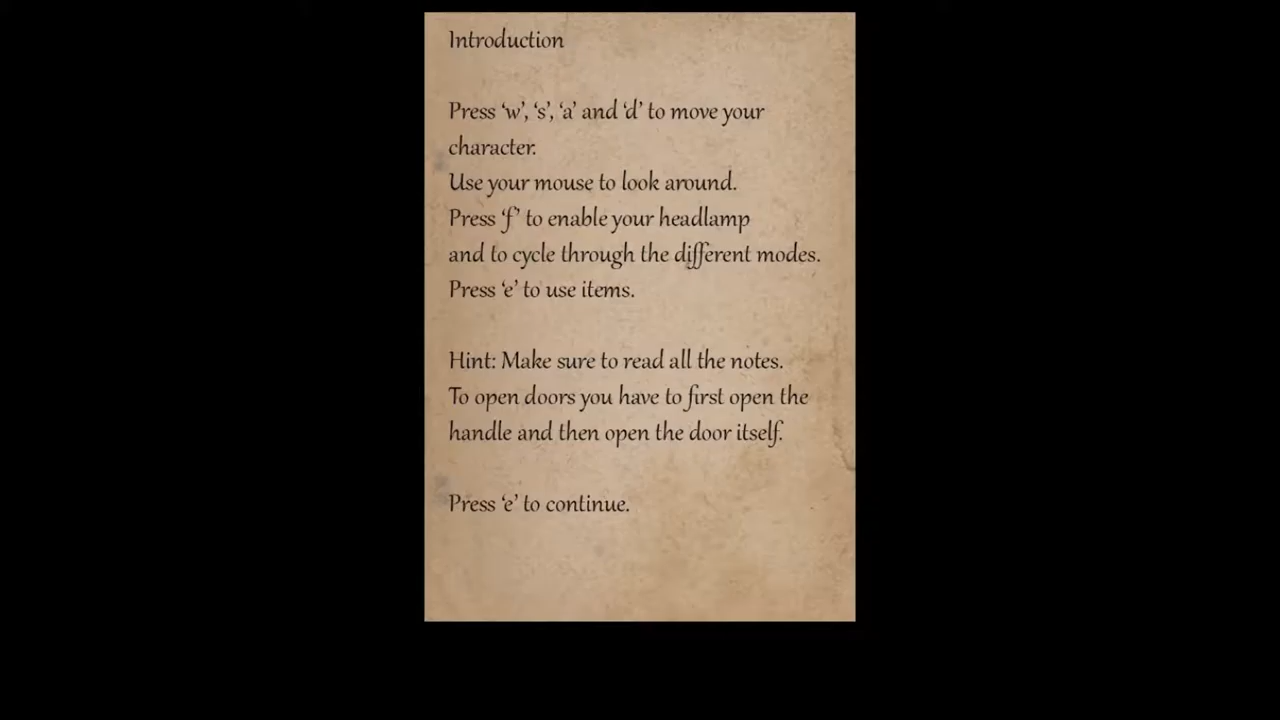 Introduction
Press ‘w’, ‘s’, ‘a’ and ‘d’ to move your
character.
Use your mouse to look around.
Press ‘f’ to enable your headlamp
and to cycle through the different modes.
Press ‘e’ to use items.
Hint: Make sure to read all the notes.
To open doors you have to first open the
handle and then open the door itself.
Press ‘e’ to continue.